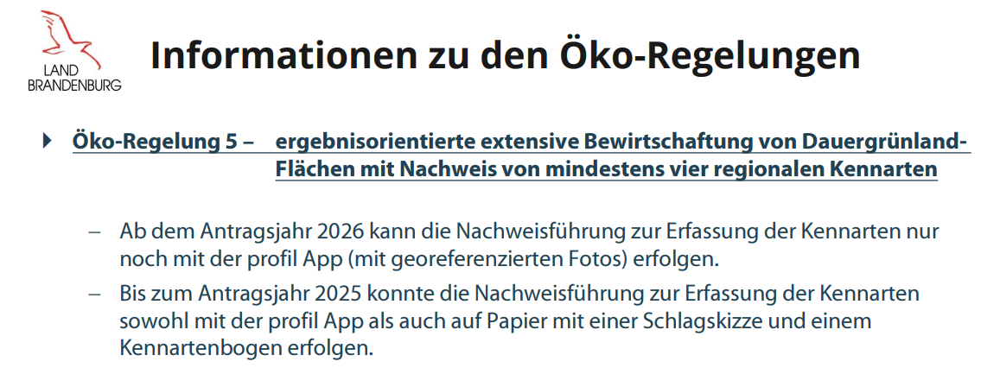 LAND
BRANDENBURG
Informationen zu den Öko-Regelungen
Öko-Regelung 5 – ergebnisorientierte extensive Bewirtschaftung von Dauergrünland-
Flächen mit Nachweis von mindestens vier regionalen Kennarten
– Ab dem Antragsjahr 2026 kann die Nachweisführung zur Erfassung der Kennarten nur
noch mit der profil App (mit georeferenzierten Fotos) erfolgen.
– Bis zum Antragsjahr 2025 konnte die Nachweisführung zur Erfassung der Kennarten
sowohl mit der profil App als auch auf Papier mit einer Schlagskizze und einem
Kennartenbogen erfolgen.